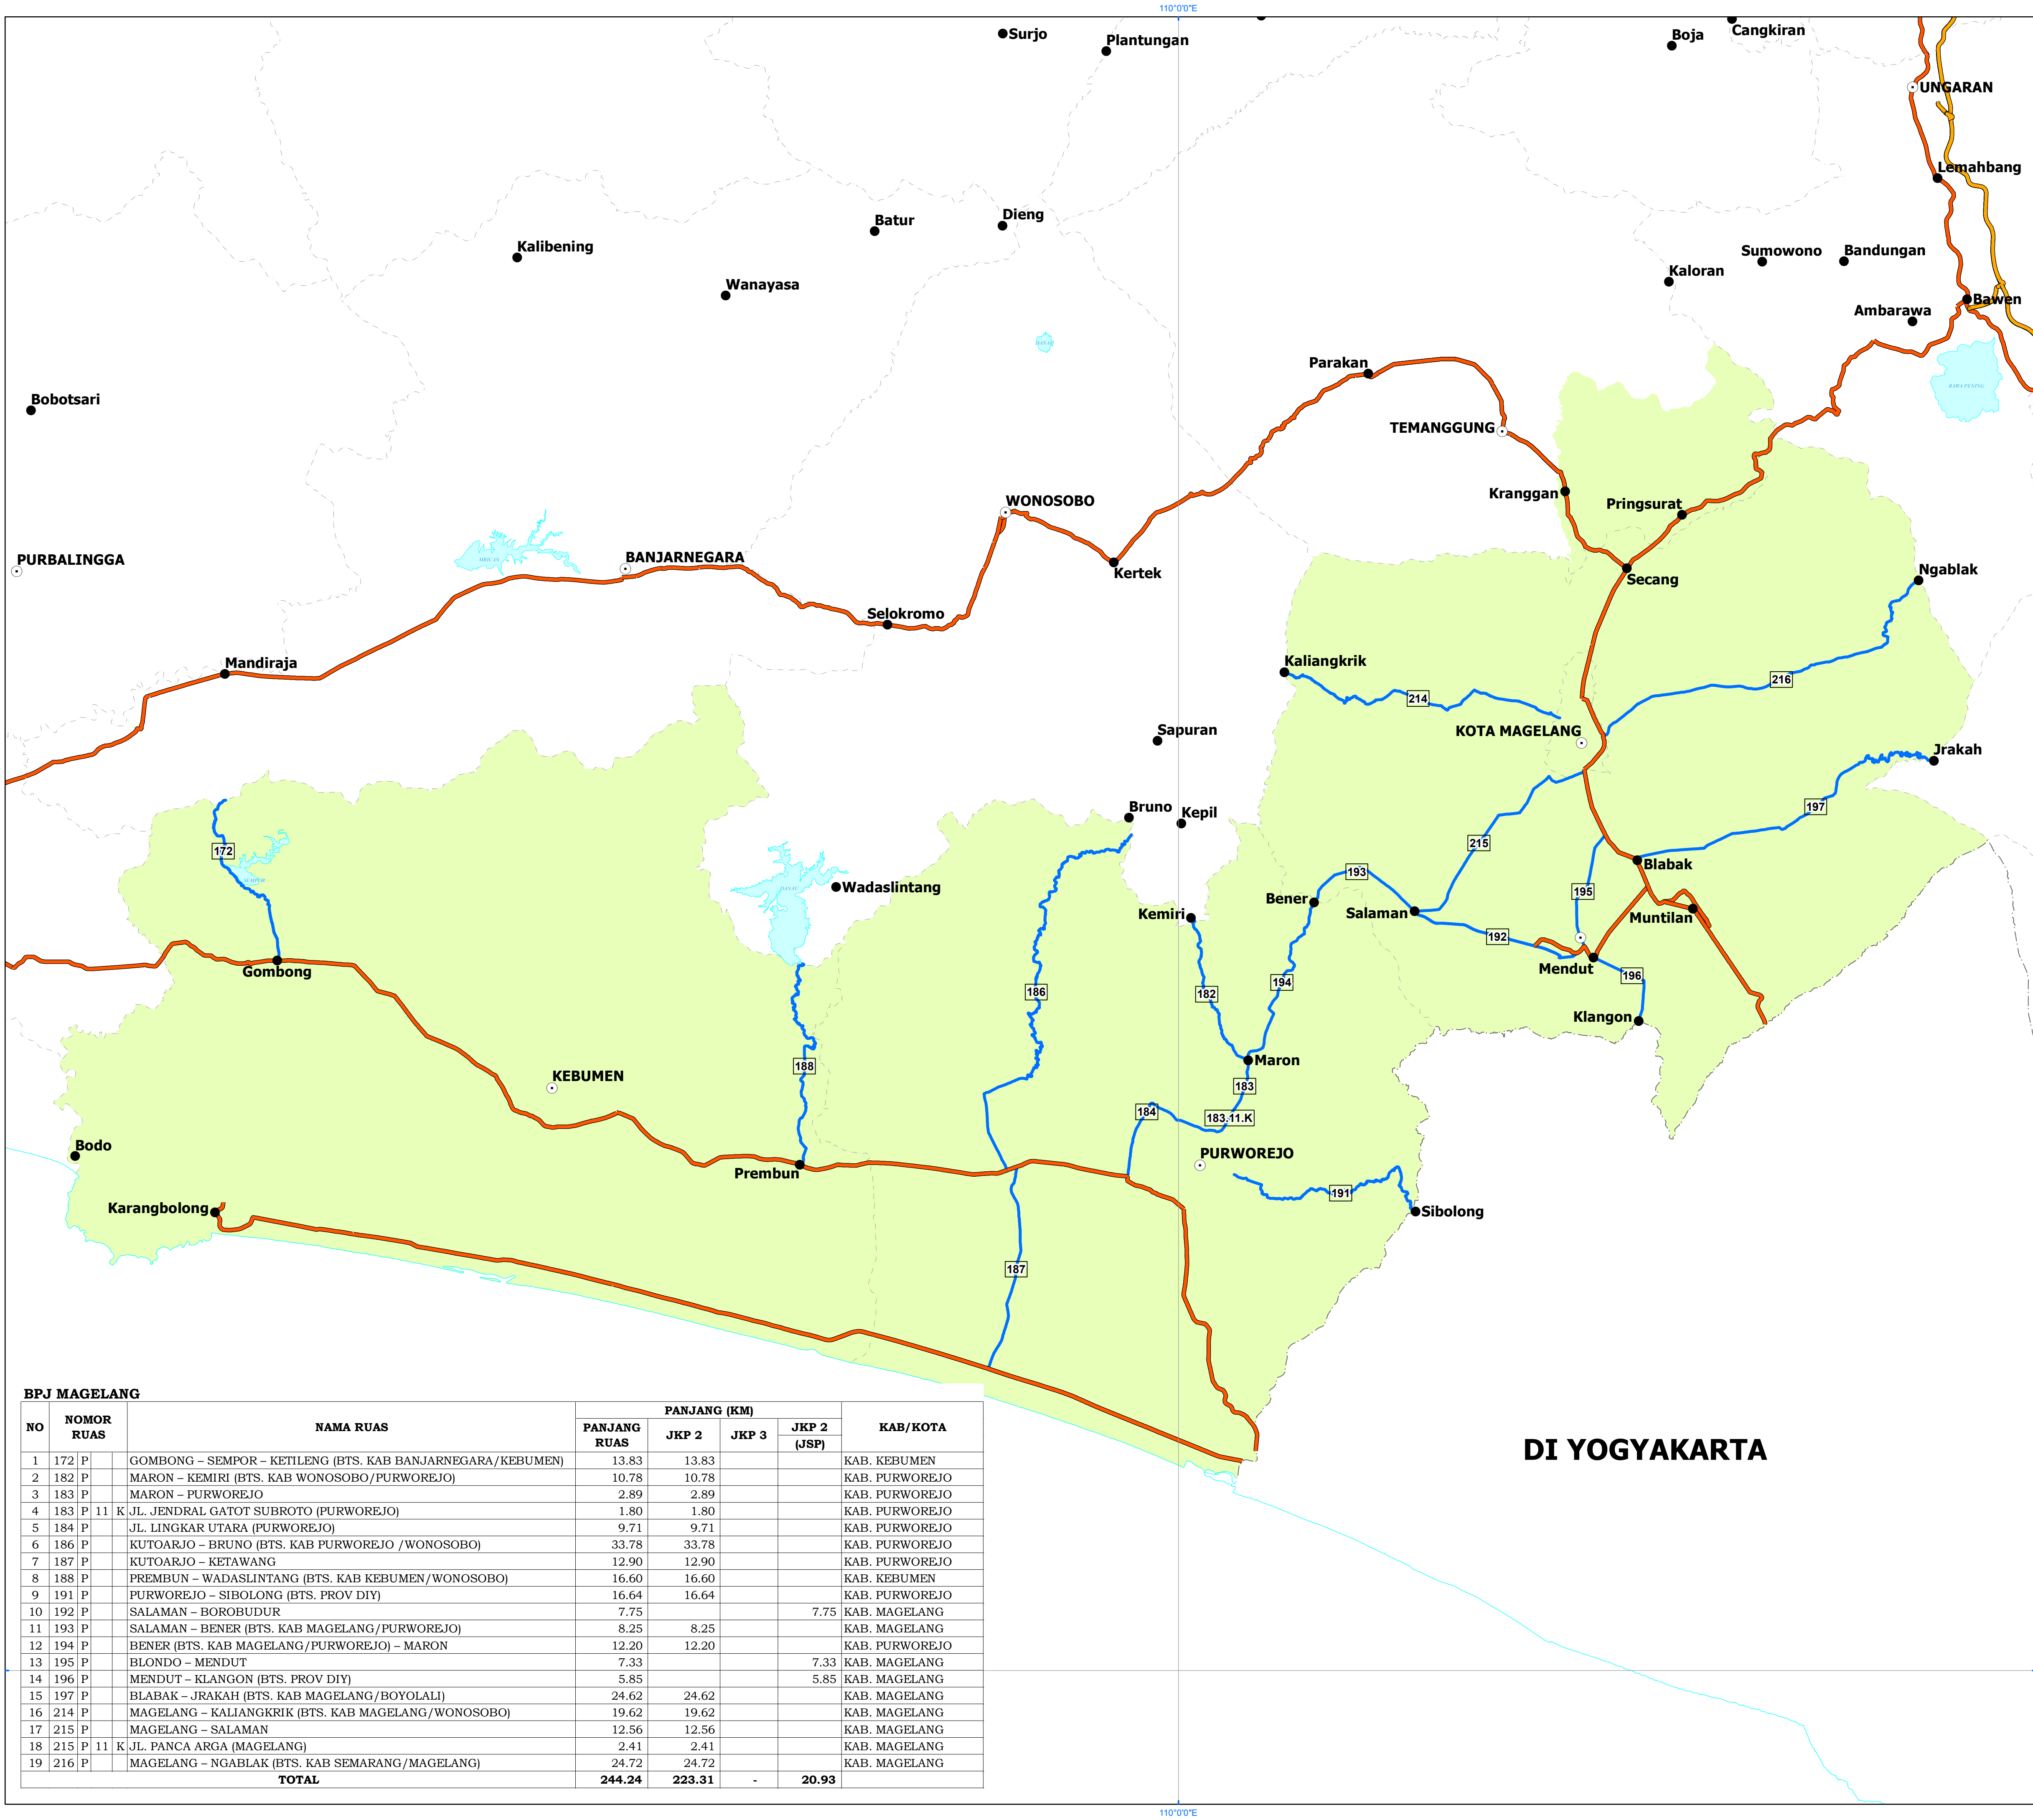 110°0'0"E
Surjo
Plantungan
Boja
Cangkiran
UNGARAN
Lemahbang
Batur
Dieng
Kalibening
Wanayasa
Sumowono
Bandungan
Kaloran
Bawen
Ambarawa
Parakan
RAWA PENING
Bobotsari
TEMANGGUNG
Kranggan
WONOSOBO
Pringsurat
PURBALINGGA
BANJARNEGARA
Kertek
Secang
Ngablak
Selokromo
Mandiraja
Kaliangkrik
214
216
Sapuran
KOTA MAGELANG
Jrakah
Bruno
Kepil
197
172
215
Blabak
SEMPOR
DANAU
Wadaslintang
193
195
Bener
Kemiri
Salaman
Muntilan
192
Gombong
Mendut
196
186
182
194
Klangon
188
Maron
KEBUMEN
183
184
183.11.K
Bodo
PURWOREJO
Prembun
191
Karangbolong
Sibolong
187
DI YOGYAKARTA
BPJ MAGELANG
NO NOMOR RUAS NAMA RUAS PANJANG (KM) KAB/KOTA
PANJANG RUAS JKP 2 JKP 3 JKP 2 (JSP)
1 172 P GOMBONG – SEMPOR – KETILENG (BTS. KAB BANJARNEGARA/KEBUMEN) 13.83 13.83 KAB. KEBUMEN
2 182 P MARON – KEMIRI (BTS. KAB WONOSOBO/PURWOREJO) 10.78 10.78 KAB. PURWOREJO
3 183 P MARON – PURWOREJO 2.89 2.89 KAB. PURWOREJO
4 183 P 11 K JL. JENDRAL GATOT SUBROTO (PURWOREJO) 1.80 1.80 KAB. PURWOREJO
5 184 P JL. LINGKAR UTARA (PURWOREJO) 9.71 9.71 KAB. PURWOREJO
6 186 P KUTOARJO – BRUNO (BTS. KAB PURWOREJO /WONOSOBO) 33.78 33.78 KAB. PURWOREJO
7 187 P KUTOARJO – KETAWANG 12.90 12.90 KAB. PURWOREJO
8 188 P PREMBUN – WADASLINTANG (BTS. KAB KEBUMEN/WONOSOBO) 16.60 16.60 KAB. KEBUMEN
9 191 P PURWOREJO – SIBOLONG (BTS. PROV DIY) 16.64 16.64 KAB. PURWOREJO
10 192 P SALAMAN – BOROBUDUR 7.75 7.75 KAB. MAGELANG
11 193 P SALAMAN – BENER (BTS. KAB MAGELANG/PURWOREJO) 8.25 8.25 KAB. MAGELANG
12 194 P BENER (BTS. KAB MAGELANG/PURWOREJO) – MARON 12.20 12.20 KAB. PURWOREJO
13 195 P BLONDO – MENDUT 7.33 7.33 KAB. MAGELANG
14 196 P MENDUT – KLANGON (BTS. PROV DIY) 5.85 5.85 KAB. MAGELANG
15 197 P BLABAK – JRAKAH (BTS. KAB MAGELANG/BOYOLALI) 24.62 24.62 KAB. MAGELANG
16 214 P MAGELANG – KALIANGKRIK (BTS. KAB MAGELANG/WONOSOBO) 19.62 19.62 KAB. MAGELANG
17 215 P MAGELANG – SALAMAN 12.56 12.56 KAB. MAGELANG
18 215 P 11 K JL. PANCA ARGA (MAGELANG) 2.41 2.41 KAB. MAGELANG
19 216 P MAGELANG – NGABLAK (BTS. KAB SEMARANG/MAGELANG) 24.72 24.72 KAB. MAGELANG
TOTAL 244.24 223.31 - 20.93
110°0'0"E